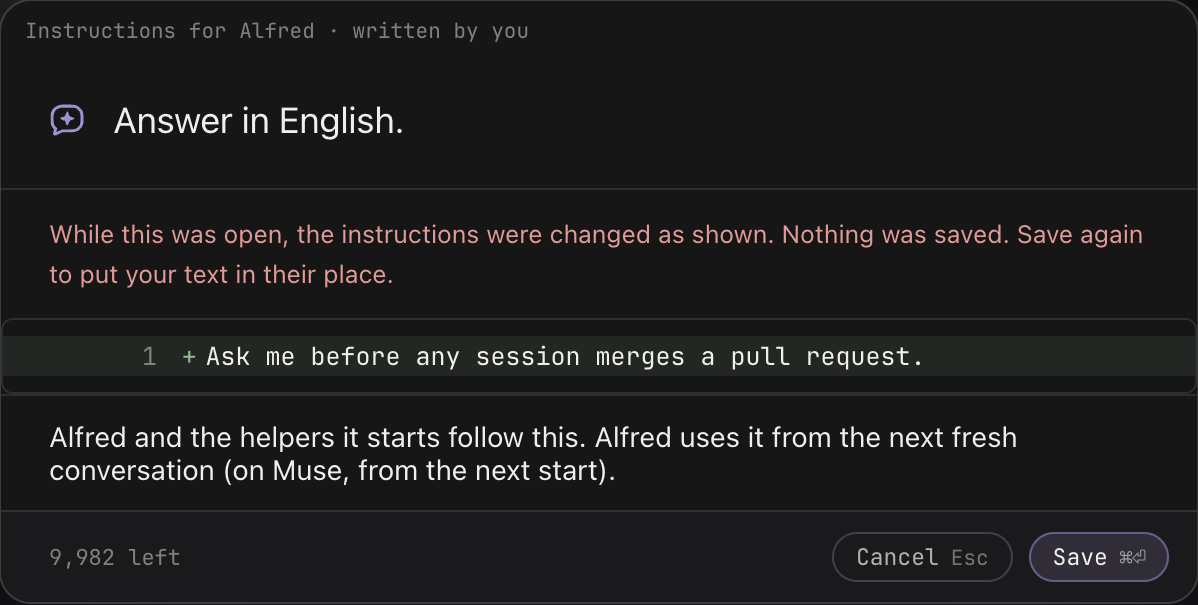 Instructions for Alfred · written by you
Answer in English.
While this was open, the instructions were changed as shown. Nothing was saved. Save again
to put your text in their place.
1 + Ask me before any session merges a pull request.
Alfred and the helpers it starts follow this. Alfred uses it from the next fresh
conversation (on Muse, from the next start).
9,982 left
Cancel Esc
Save ⌘⏎